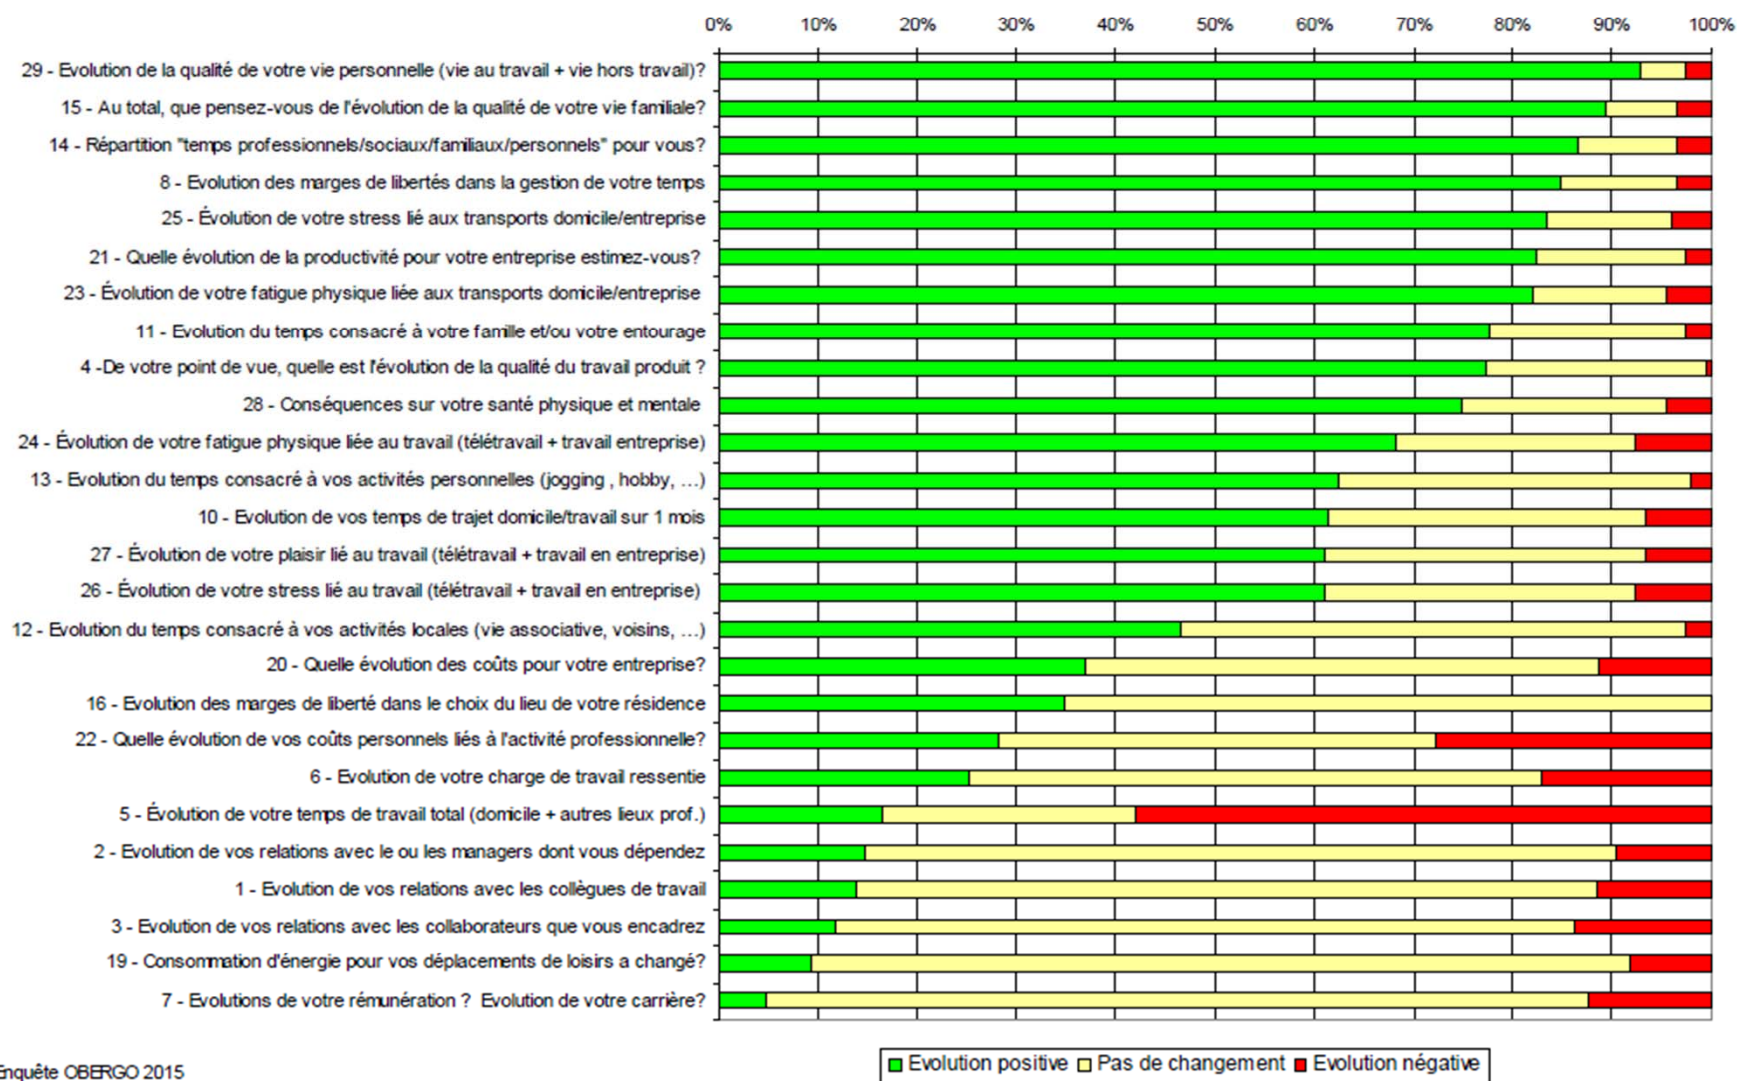 0% 10% 20% 30% 40% 50% 60% 70% 80% 90% 100%
29 - Evolution de la qualité de votre vie personnelle (vie au travail + vie hors travail)?
15 - Au total, que pensez-vous de l'évolution de la qualité de votre vie familiale?
14 - Répartition "temps professionnels/sociaux/familiaux/personnels" pour vous?
8 - Evolution des marges de libertés dans la gestion de votre temps
25 - Évolution de votre stress lié aux transports domicile/entreprise
21 - Quelle évolution de la productivité pour votre entreprise estimez-vous?
23 - Évolution de votre fatigue physique liée aux transports domicile/entreprise
11 - Evolution du temps consacré à votre famille et/ou votre entourage
4 -De votre point de vue, quelle est l'évolution de la qualité du travail produit ?
28 - Conséquences sur votre santé physique et mentale
24 - Évolution de votre fatigue physique liée au travail (télétravail + travail entreprise)
13 - Evolution du temps consacré à vos activités personnelles (jogging , hobby, ...)
10 - Evolution de vos temps de trajet domicile/travail sur 1 mois
27 - Évolution de votre plaisir lié au travail (télétravail + travail en entreprise)
26 - Évolution de votre stress lié au travail (télétravail + travail en entreprise)
12 - Evolution du temps consacré à vos activités locales (vie associative, voisins, ...)
20 - Quelle évolution des coûts pour votre entreprise?
16 - Evolution des marges de liberté dans le choix du lieu de votre résidence
22 - Quelle évolution de vos coûts personnels liés à l'activité professionnelle?
6 - Evolution de votre charge de travail ressentie
5 - Évolution de votre temps de travail total (domicile + autres lieux prof.)
2 - Evolution de vos relations avec le ou les managers dont vous dépendez
1 - Evolution de vos relations avec les collègues de travail
3 - Evolution de vos relations avec les collaborateurs que vous encadrez
19 - Consommation d'énergie pour vos déplacements de loisirs a changé?
7 - Evolutions de votre rémunération ? Evolution de votre carrière?
Evolution positive Pas de changement Evolution négative
Enquête OBERGO 2015